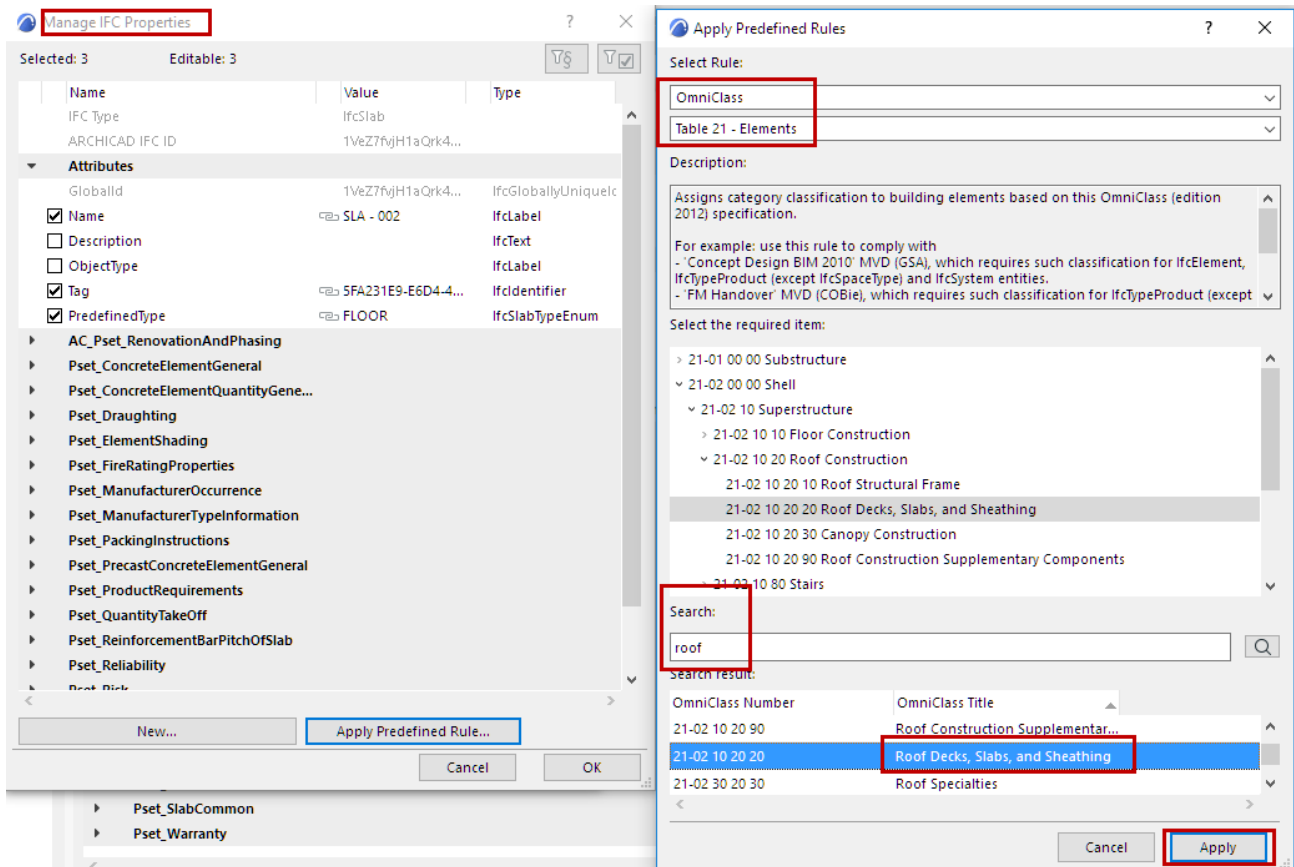 Manage IFC Properties
Selected: 3 Editable: 3
Name Value Type
IFC Type IfcSlab
ARCHICAD IFC ID 1VeZ7fvjH1aQrk4...
Attributes
GlobalId 1VeZ7fvjH1aQrk4... IfcGloballyUniqueIc
Name SLA - 002 IfcLabel
Description IfcText
ObjectType IfcLabel
Tag 5FA231E9-E6D4-4... IfcIdentifier
PredefinedType FLOOR IfcSlabTypeEnum
AC_Pset_RenovationAndPhasing
Pset_ConcreteElementGeneral
Pset_ConcreteElementQuantityGene...
Pset_Draughting
Pset_ElementShading
Pset_FireRatingProperties
Pset_ManufacturerOccurrence
Pset_ManufacturerTypeInformation
Pset_PackingInstructions
Pset_PrecastConcreteElementGeneral
Pset_ProductRequirements
Pset_QuantityTakeOff
Pset_ReinforcementBarPitchOfSlab
Pset_Reliability
Pset_Risk
New... Apply Predefined Rule...
Cancel OK
Pset_SlabCommon
Pset_Warranty
Apply Predefined Rules
Select Rule:
OmniClass
Table 21 - Elements
Description:
Assigns category classification to building elements based on this OmniClass (edition
2012) specification.
For example: use this rule to comply with
- 'Concept Design BIM 2010' MVD (GSA), which requires such classification for IfcElement,
IfcTypeProduct (except IfcSpaceType) and IfcSystem entities.
- 'FM Handover' MVD (COBie), which requires such classification for IfcTypeProduct (except
Select the required item:
21-01 00 00 Substructure
21-02 00 00 Shell
21-02 10 Superstructure
21-02 10 10 Floor Construction
21-02 10 20 Roof Construction
21-02 10 20 10 Roof Structural Frame
21-02 10 20 20 Roof Decks, Slabs, and Sheathing
21-02 10 20 30 Canopy Construction
21-02 10 20 90 Roof Construction Supplementary Components
21-02 10 80 Stairs
Search:
roof
Search result:
OmniClass Number OmniClass Title
21-02 10 20 90 Roof Construction Supplementar...
21-02 10 20 20 Roof Decks, Slabs, and Sheathing
21-02 30 20 30 Roof Specialties
Cancel Apply